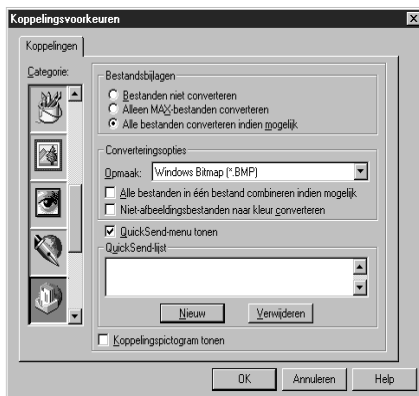 Koppelingsvoorkeuren
Koppelingen
Categorie:
Bestandsbijlagen
Bestanden niet converteren
Alleen MAX-bestanden converteren
Alle bestanden converteren indien mogelijk
Converteringsopties
Opmaak: Windows Bitmap (*.BMP)
Alle bestanden in één bestand combineren indien mogelijk
Niet-afbeeldingsbestanden naar kleur converteren
QuickSend-menu tonen
QuickSend-lijst
Nieuw Verwijderen
Koppelingspictogram tonen
OK Annuleren Help